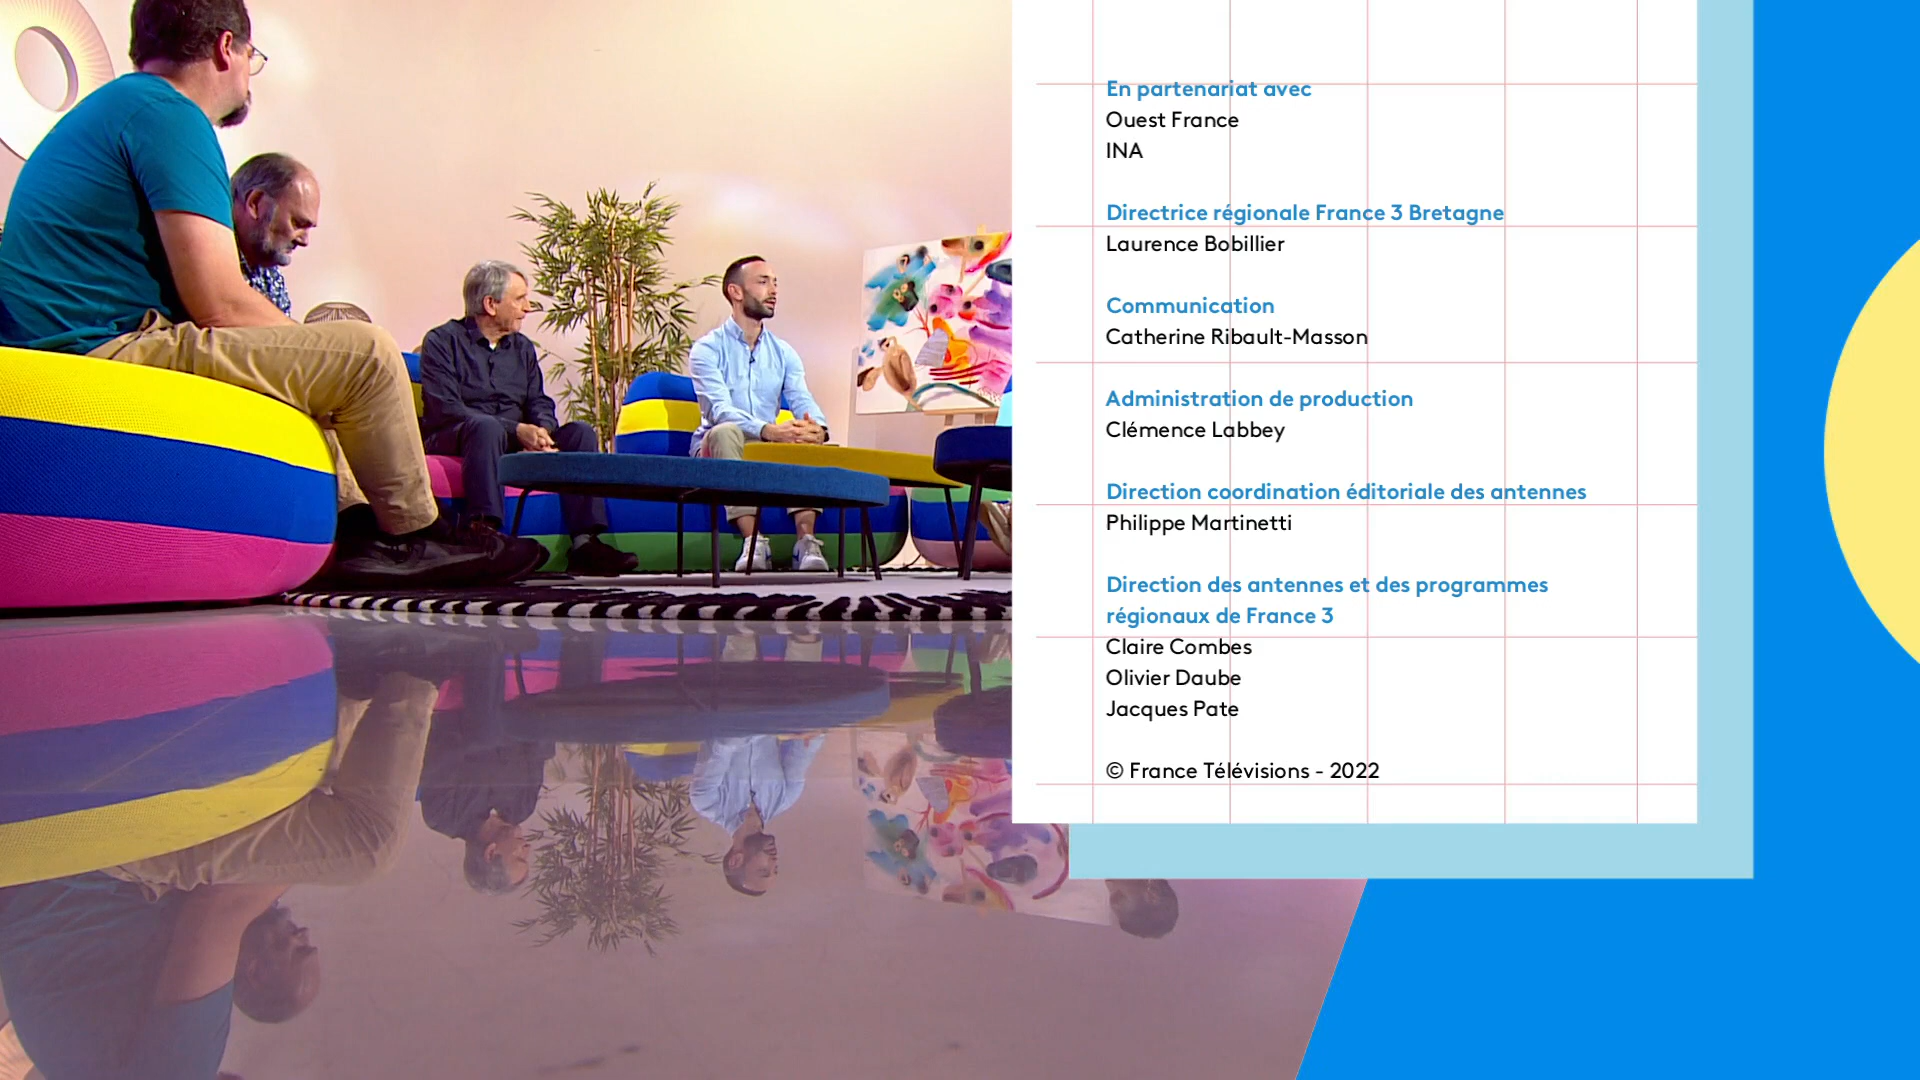 En partenariat avec
Ouest France
INA
Directrice régionale France 3 Bretagne
Laurence Bobillier
Communication
Catherine Ribault-Masson
Administration de production
Clémence Labbey
Direction coordination éditoriale des antennes
Philippe Martinetti
Direction des antennes et des programmes
régionaux de France 3
Claire Combes
Olivier Daube
Jacques Pate
© France Télévisions - 2022